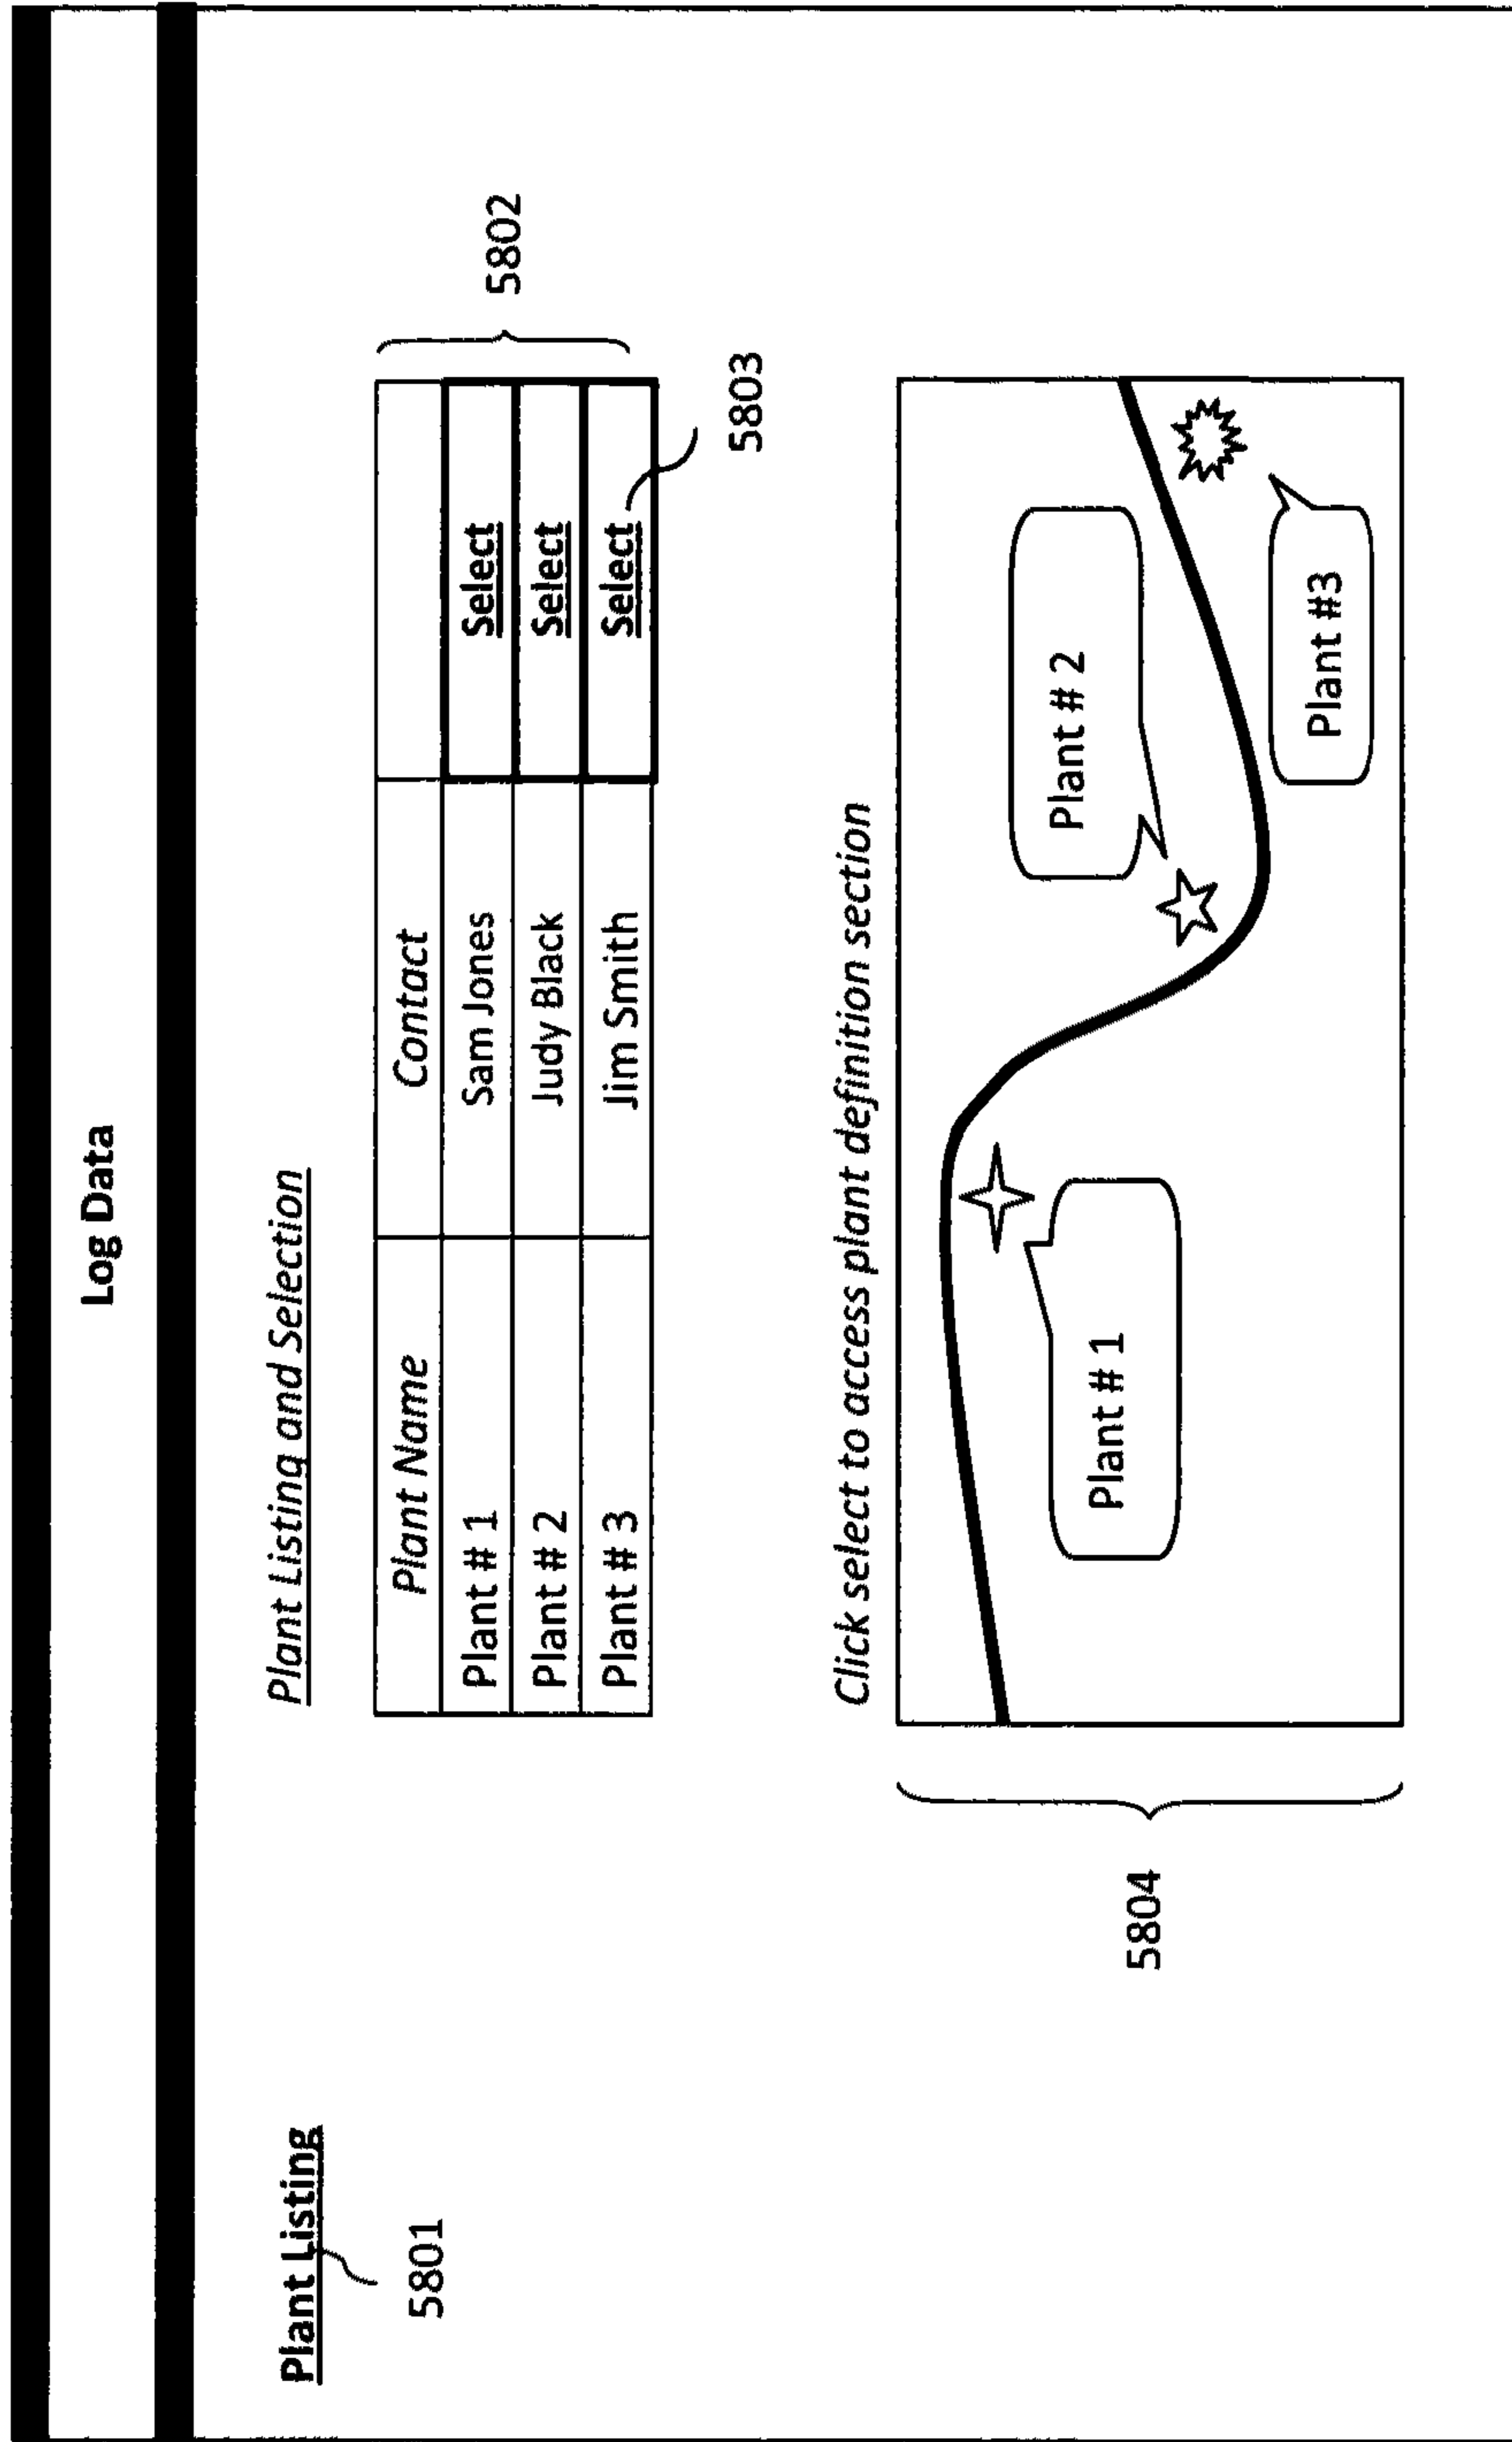 Log Data
Plant Listing
5801
Plant Listing and Selection
Plant Name Contact
Plant # 1 Sam Jones Select
Plant # 2 Judy Black Select
Plant # 3 Jim Smith Select
5802
5803
Click select to access plant definition section
Plant # 2
Plant # 1
Plant #3
5804